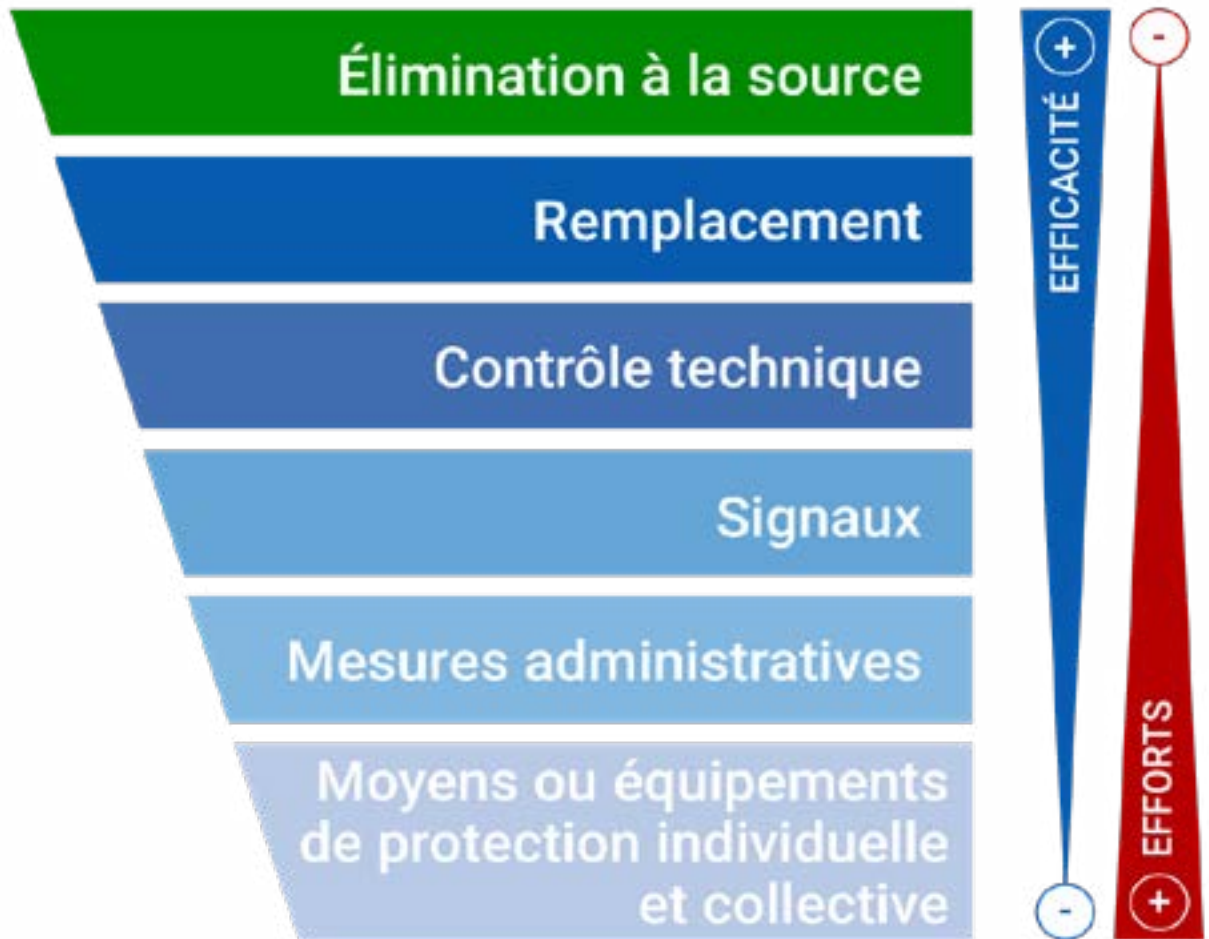 Élimination à la source
Remplacement
Contrôle technique
Signaux
Mesures administratives
Moyens ou équipements
de protection individuelle
et collective
+
EFFICACITÉ
-
-
EFFORTS
+